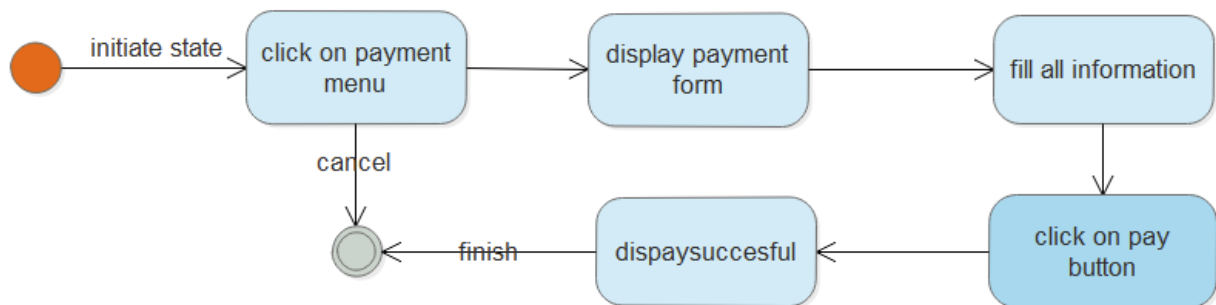 initiate state
click on payment
menu
display payment
form
fill all information
cancel
finish
dispaysuccesful
click on pay
button